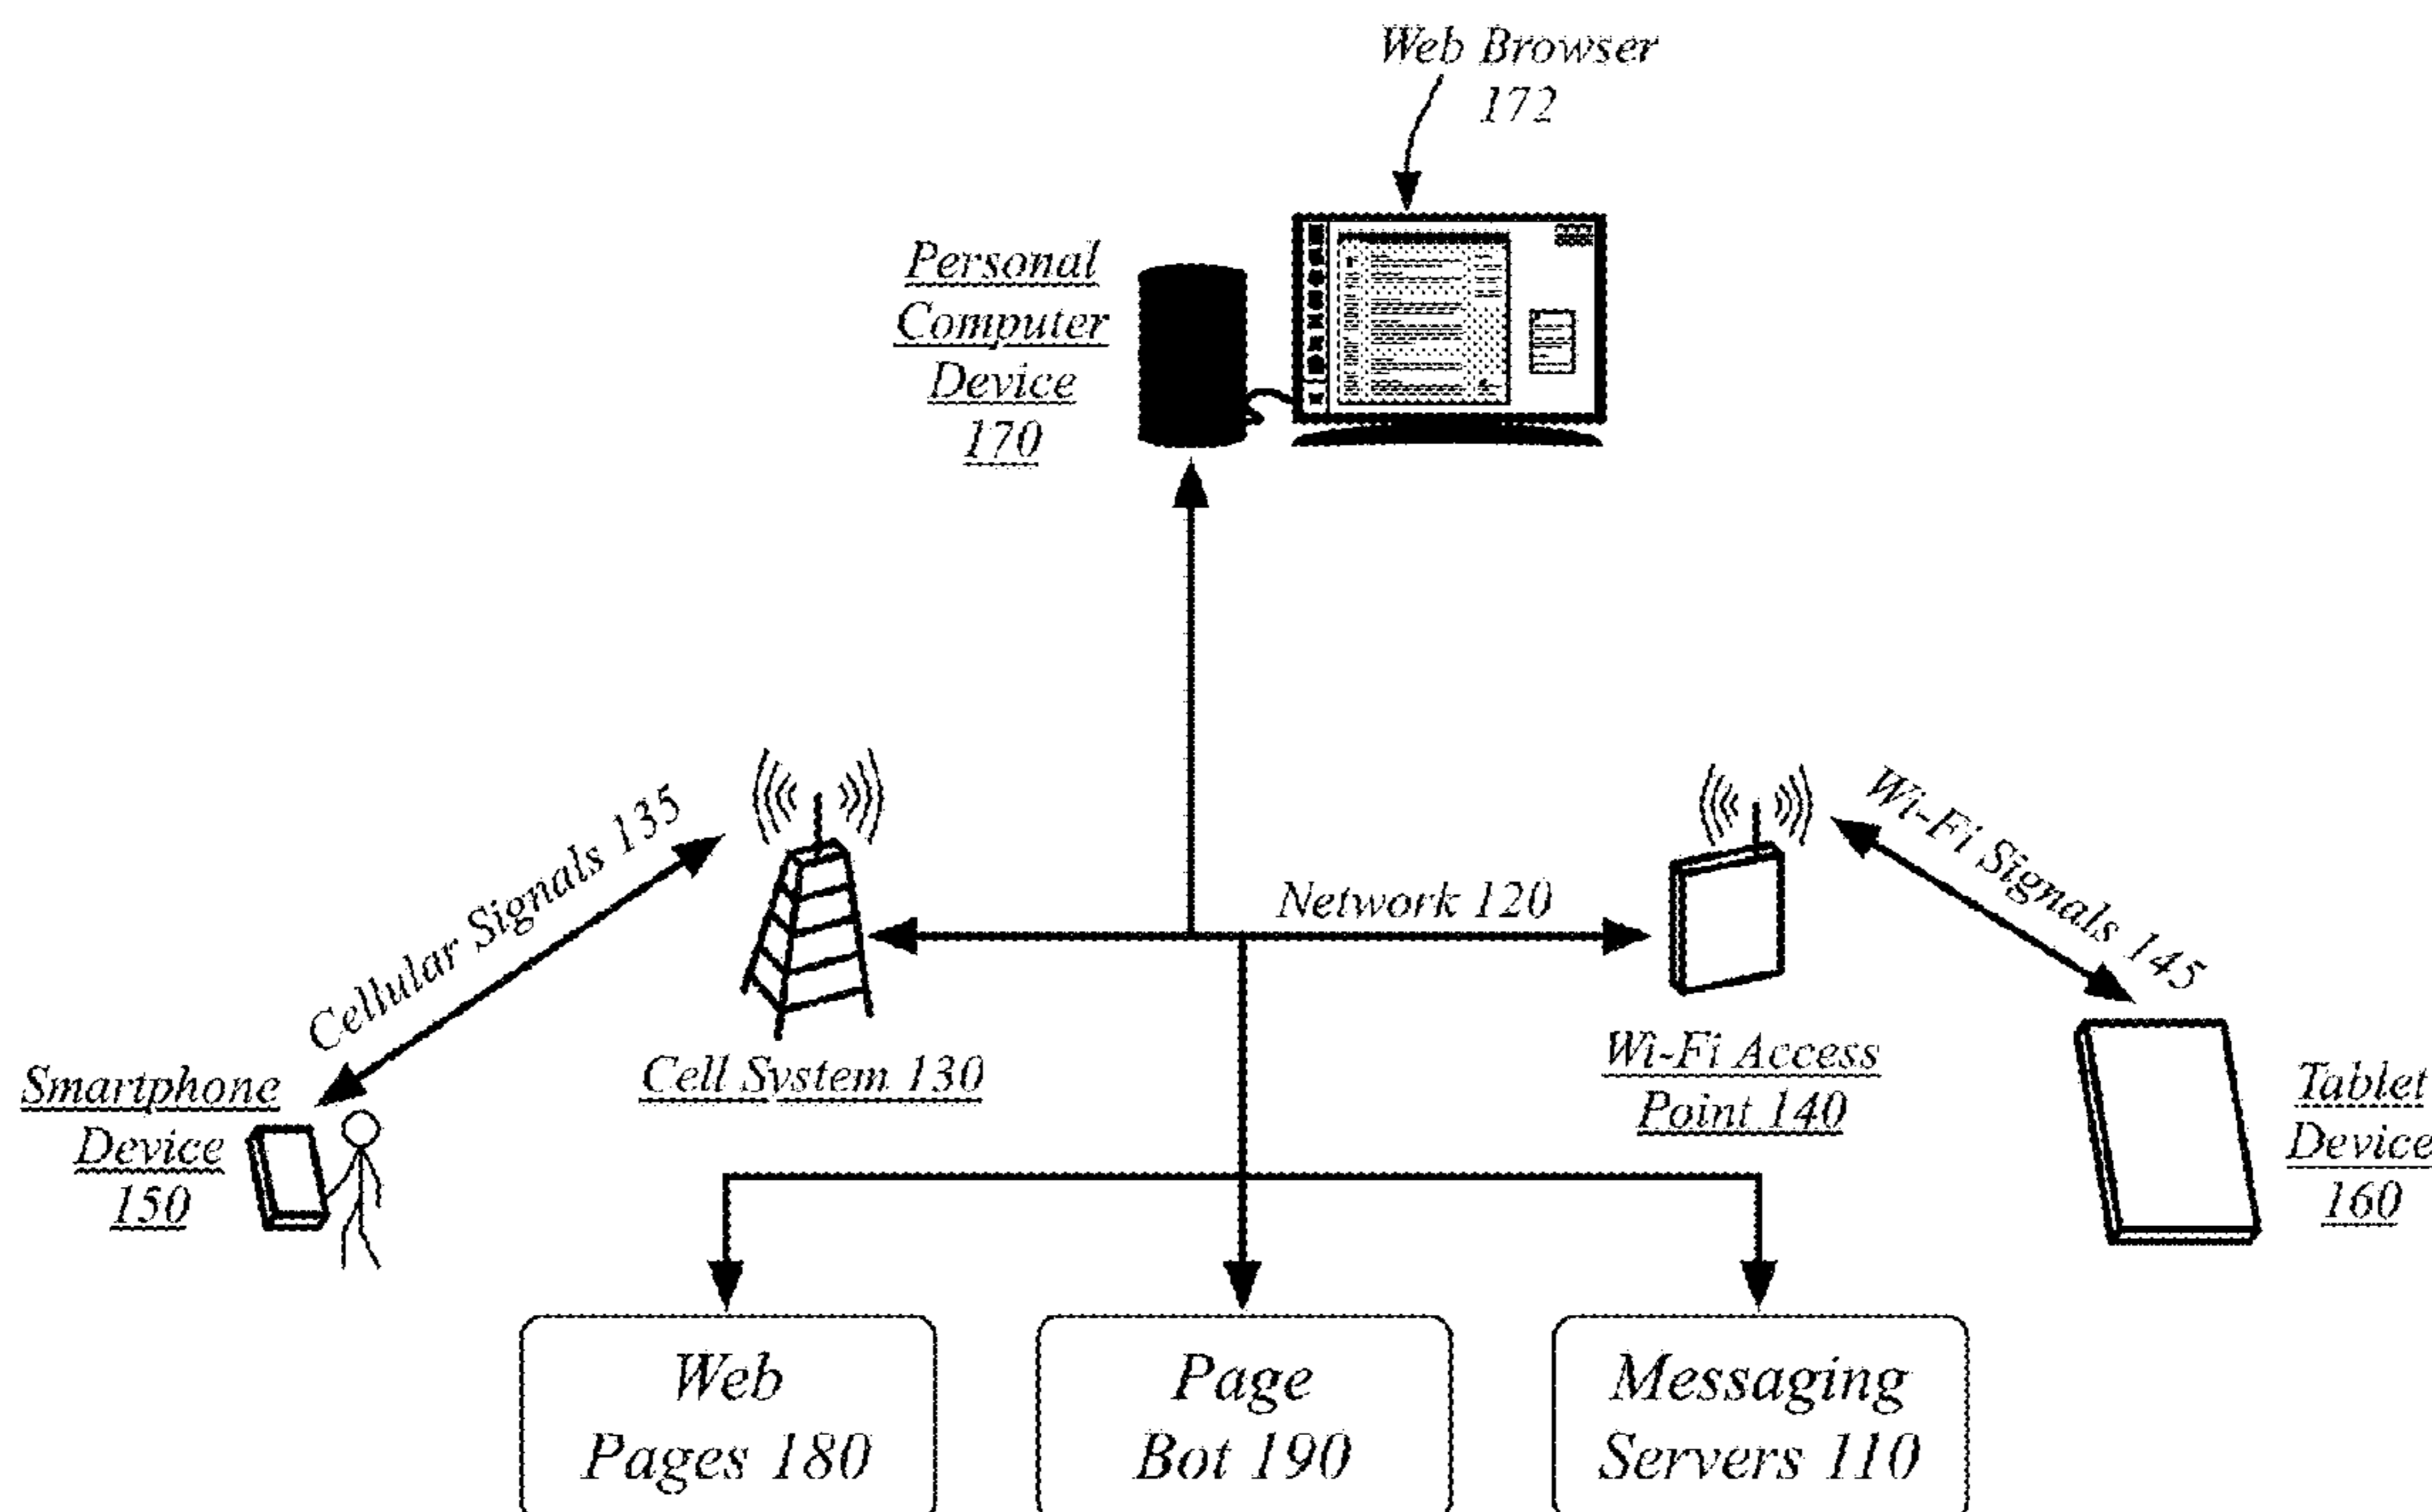 Web Browser
172
Personal
Computer
Device
170
Cellular Signals 135
Wi-Fi Signals 145
Network 120
Cell System 130
Wi-Fi Access
Point 140
Smartphone
Device
150
Tablet
Device
160
Web
Pages 180
Page
Bot 190
Messaging
Servers 110